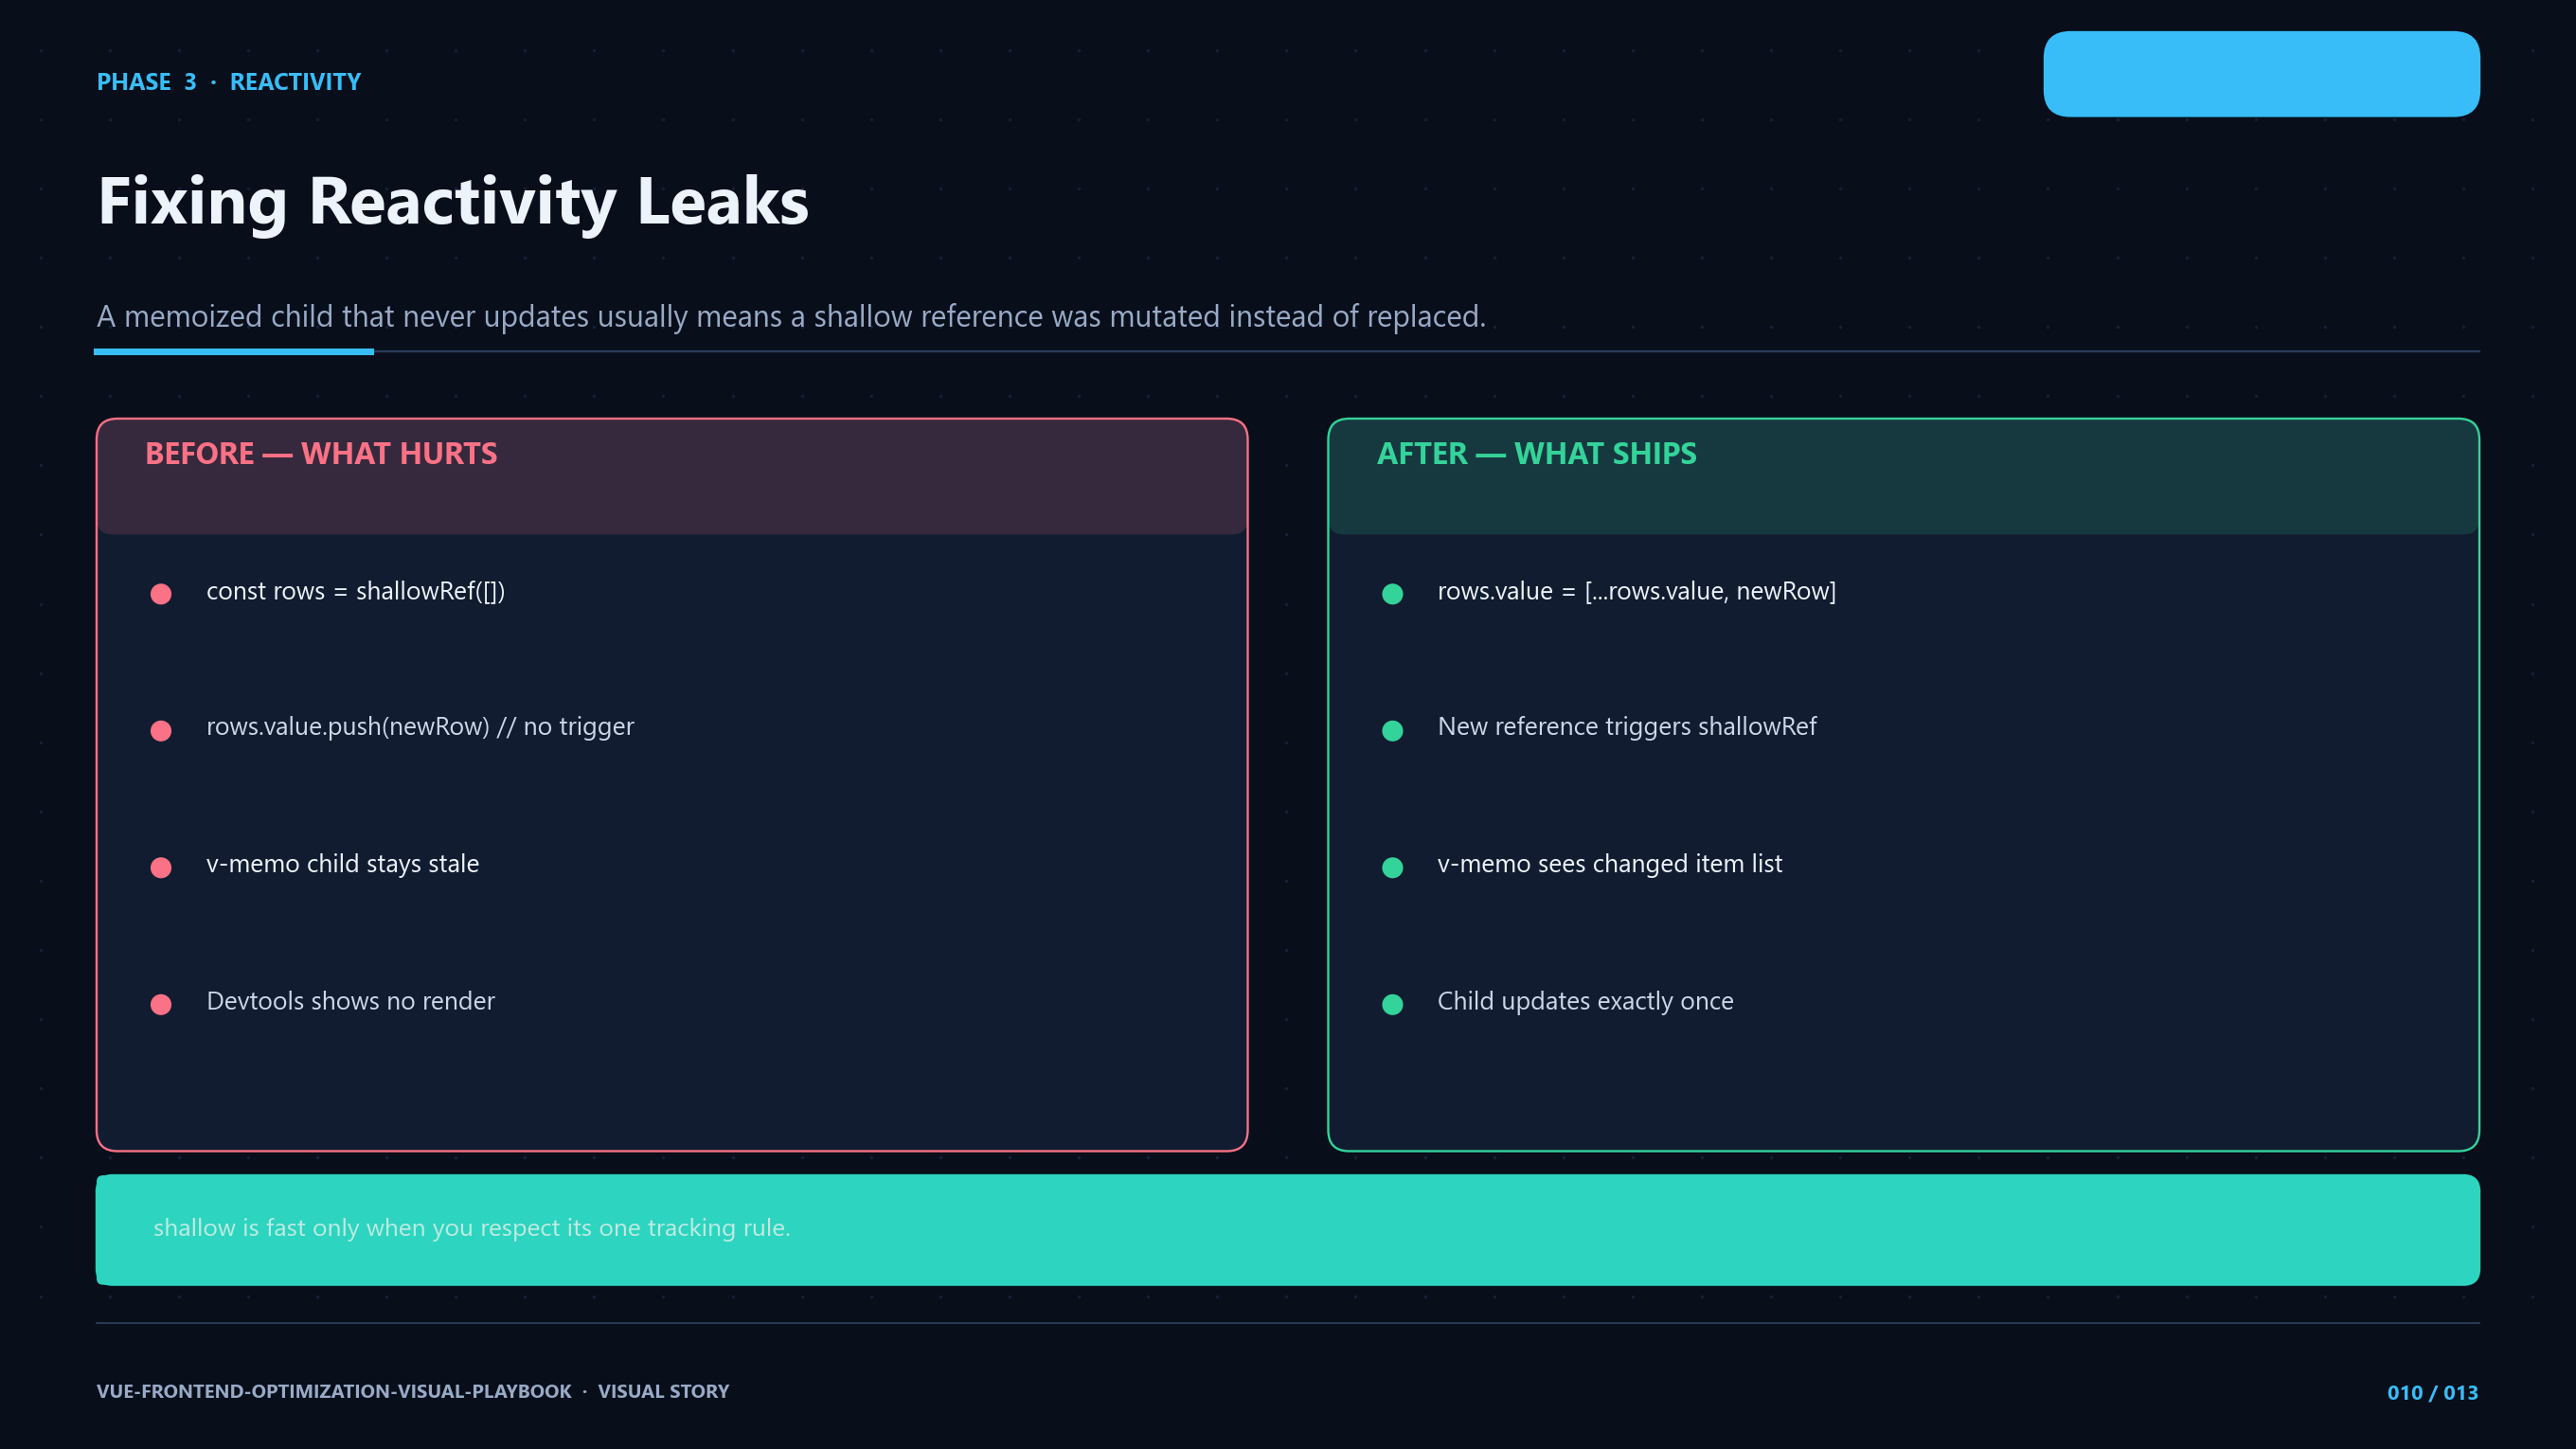 PHASE 3 · REACTIVITY
Fixing Reactivity Leaks
A memoized child that never updates usually means a shallow reference was mutated instead of replaced.
BEFORE — WHAT HURTS
const rows = shallowRef([])
rows.value.push(newRow) // no trigger
v-memo child stays stale
Devtools shows no render
AFTER — WHAT SHIPS
rows.value = [...rows.value, newRow]
New reference triggers shallowRef
v-memo sees changed item list
Child updates exactly once
shallow is fast only when you respect its one tracking rule.
VUE-FRONTEND-OPTIMIZATION-VISUAL-PLAYBOOK · VISUAL STORY
010 / 013